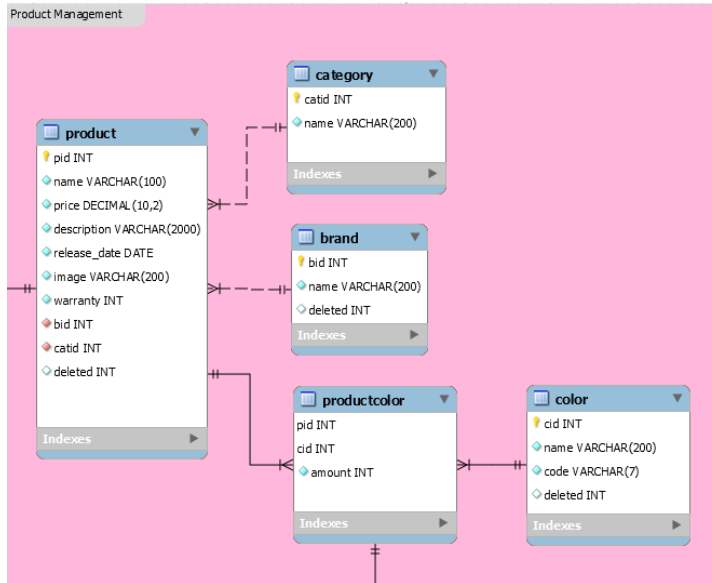 Product Management
category
catid INT
name VARCHAR(200)
Indexes
product
pid INT
name VARCHAR(100)
price DECIMAL(10,2)
description VARCHAR(2000)
release_date DATE
image VARCHAR(200)
warranty INT
bid INT
catid INT
deleted INT
Indexes
brand
bid INT
name VARCHAR(200)
deleted INT
Indexes
productcolor
pid INT
cid INT
amount INT
Indexes
color
cid INT
name VARCHAR(200)
code VARCHAR(7)
deleted INT
Indexes